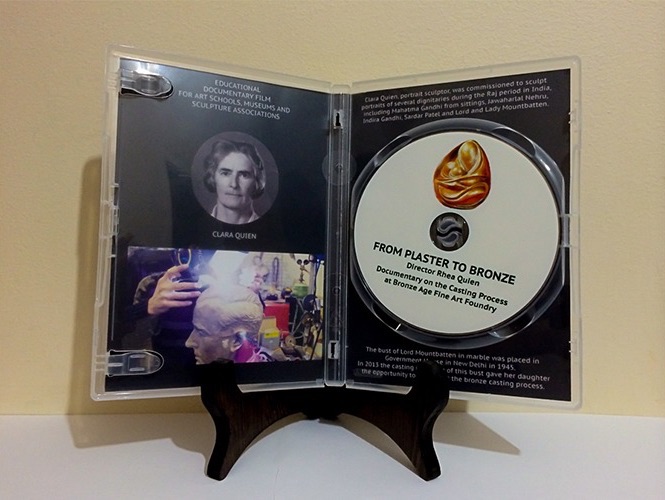 EDUCATIONAL
DOCUMENTARY FILM
FOR ART SCHOOLS, MUSEUMS AND
SCULPTURE ASSOCIATIONS
CLARA QUIEN
Clara Quien, portrait sculptor, was commissioned to sculpt
portraits of several dignitaries during the Raj period in India,
including Mahatma Gandhi from sittings, Jawaharlal Nehru,
Indira Gandhi, Sardar Patel and Lord and Lady Mountbatten.
FROM PLASTER TO BRONZE
Director Rhea Quien
Documentary on the Casting Process
at Bronze Age Fine Art Foundry
The bust of Lord Mountbatten in marble was placed in
Government House in New Delhi in 1945.
In 2015 the casting of this bust gave her daughter
the opportunity to the bronze casting process.